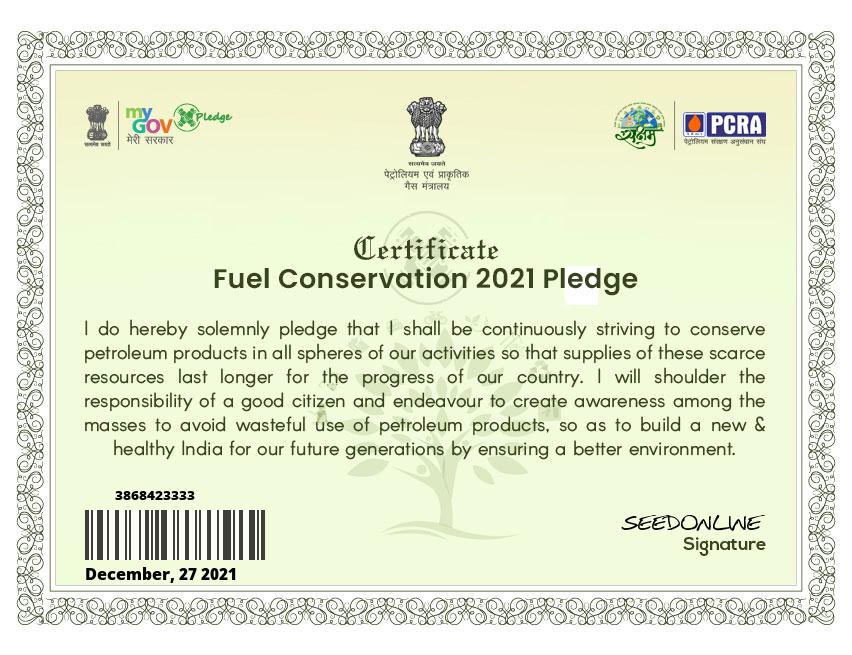 my
GOV
मेरी सरकार
Pledge
सत्यमेव जयते
सत्यमेव जयते
पेट्रोलियम एवं प्राकृतिक
गैस मंत्रालय
सक्षम
PCRA
पेट्रोलियम संरक्षण अनुसंधान संघ
Certificate
Fuel Conservation 2021 Pledge
I do hereby solemnly pledge that I shall be continuously striving to conserve
petroleum products in all spheres of our activities so that supplies of these scarce
resources last longer for the progress of our country. I will shoulder the
responsibility of a good citizen and endeavour to create awareness among the
masses to avoid wasteful use of petroleum products, so as to build a new &
healthy India for our future generations by ensuring a better environment.
3868423333
December, 27 2021
SEEDONLINE
Signature